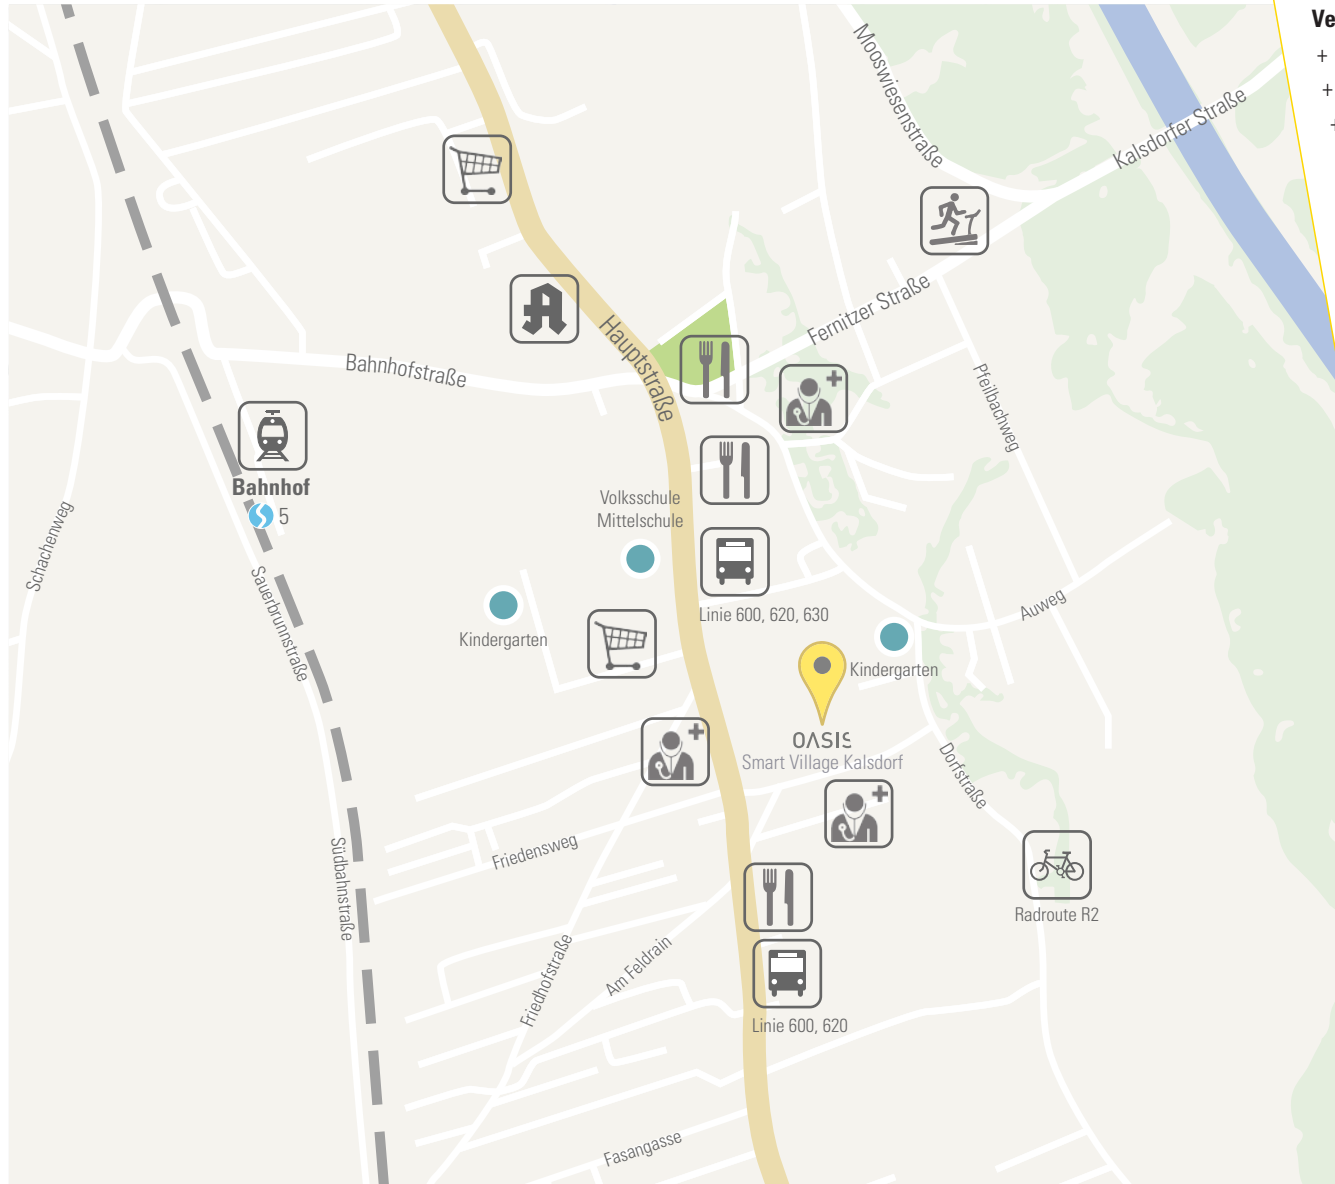 Ve
+
+
+
Mooswiesenstraße
Kalsdorfer Straße
Fernitzer Straße
Hauptstraße
Bahnhofstraße
Pfeilbachweg
Bahnhof
5
Schachenweg
Volksschule
Mittelschule
Sauerbrunnstraße
Kindergarten
Linie 600, 620, 630
Auweg
Kindergarten
OASIS
Smart Village Kalsdorf
Dorfstraße
Friedensweg
Südbahnstraße
Radroute R2
Friedhofstraße
Am Feldrain
Linie 600, 620
Fasangasse